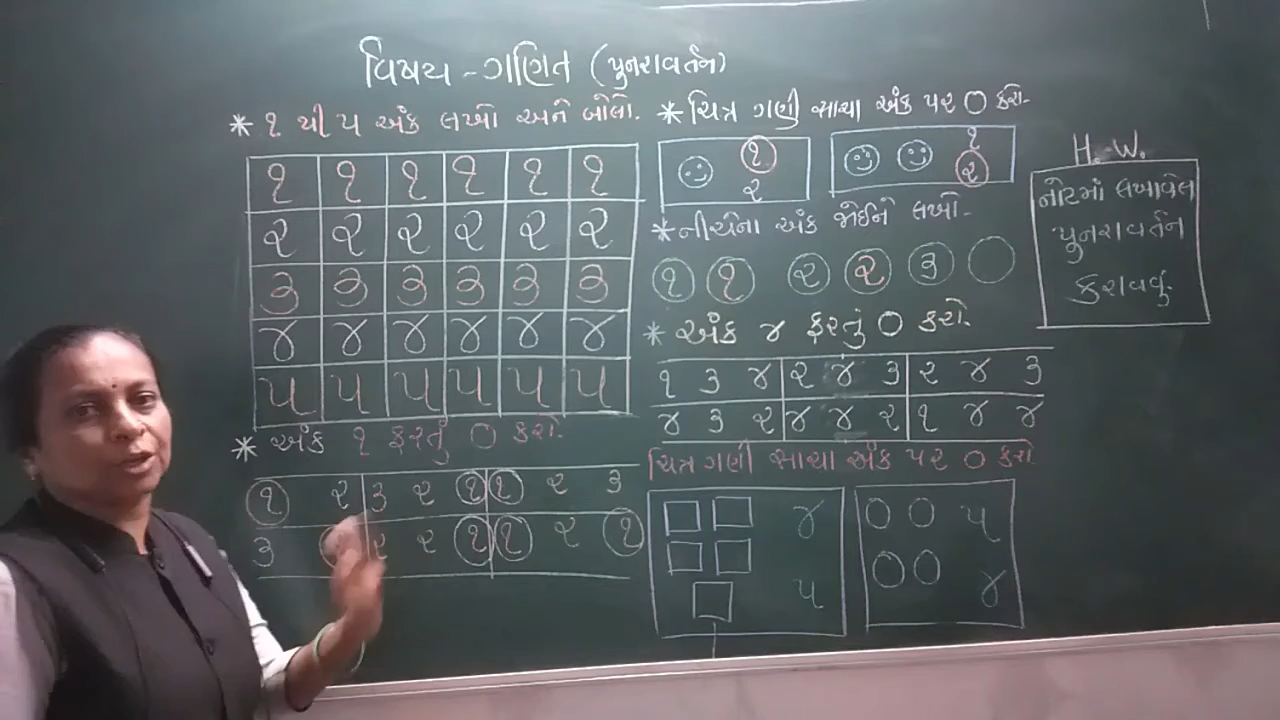 વિષય - ગણિત (પુનરાવર્તન)
* ૧ થી ૫ અંક લખો અને બોલો.
૧ ૧ ૧ ૧ ૧ ૧
૨ ૨ ૨ ૨ ૨ ૨
૩ ૩ ૩ ૩ ૩ ૩
૪ ૪ ૪ ૪ ૪ ૪
૫ ૫ ૫ ૫ ૫ ૫
* અંક ૧ ફરતું O કરો.
૧ ૨ ૩ ૨ ૧ ૧ ૨ ૩
૩ ૨ ૨ ૧ ૧ ૨ ૧
* ચિત્ર ગણી સાચા અંક પર O કરો.
૧ ૧
૨ ૨
* નીચેના અંક જોઈને લખો.
૧ ૧ ૨ ૨ ૩
* અંક ૪ ફરતું O કરો.
૧ ૩ ૪ ૨ ૪ ૩ ૨ ૪ ૩
૪ ૩ ૨ ૪ ૪ ૨ ૧ ૪ ૪
ચિત્ર ગણી સાચા અંક પર O કરો
૪ ૫
૫ ૪
H. W.
નોટમાં લખાવેલ
પુનરાવર્તન
કરાવવું.